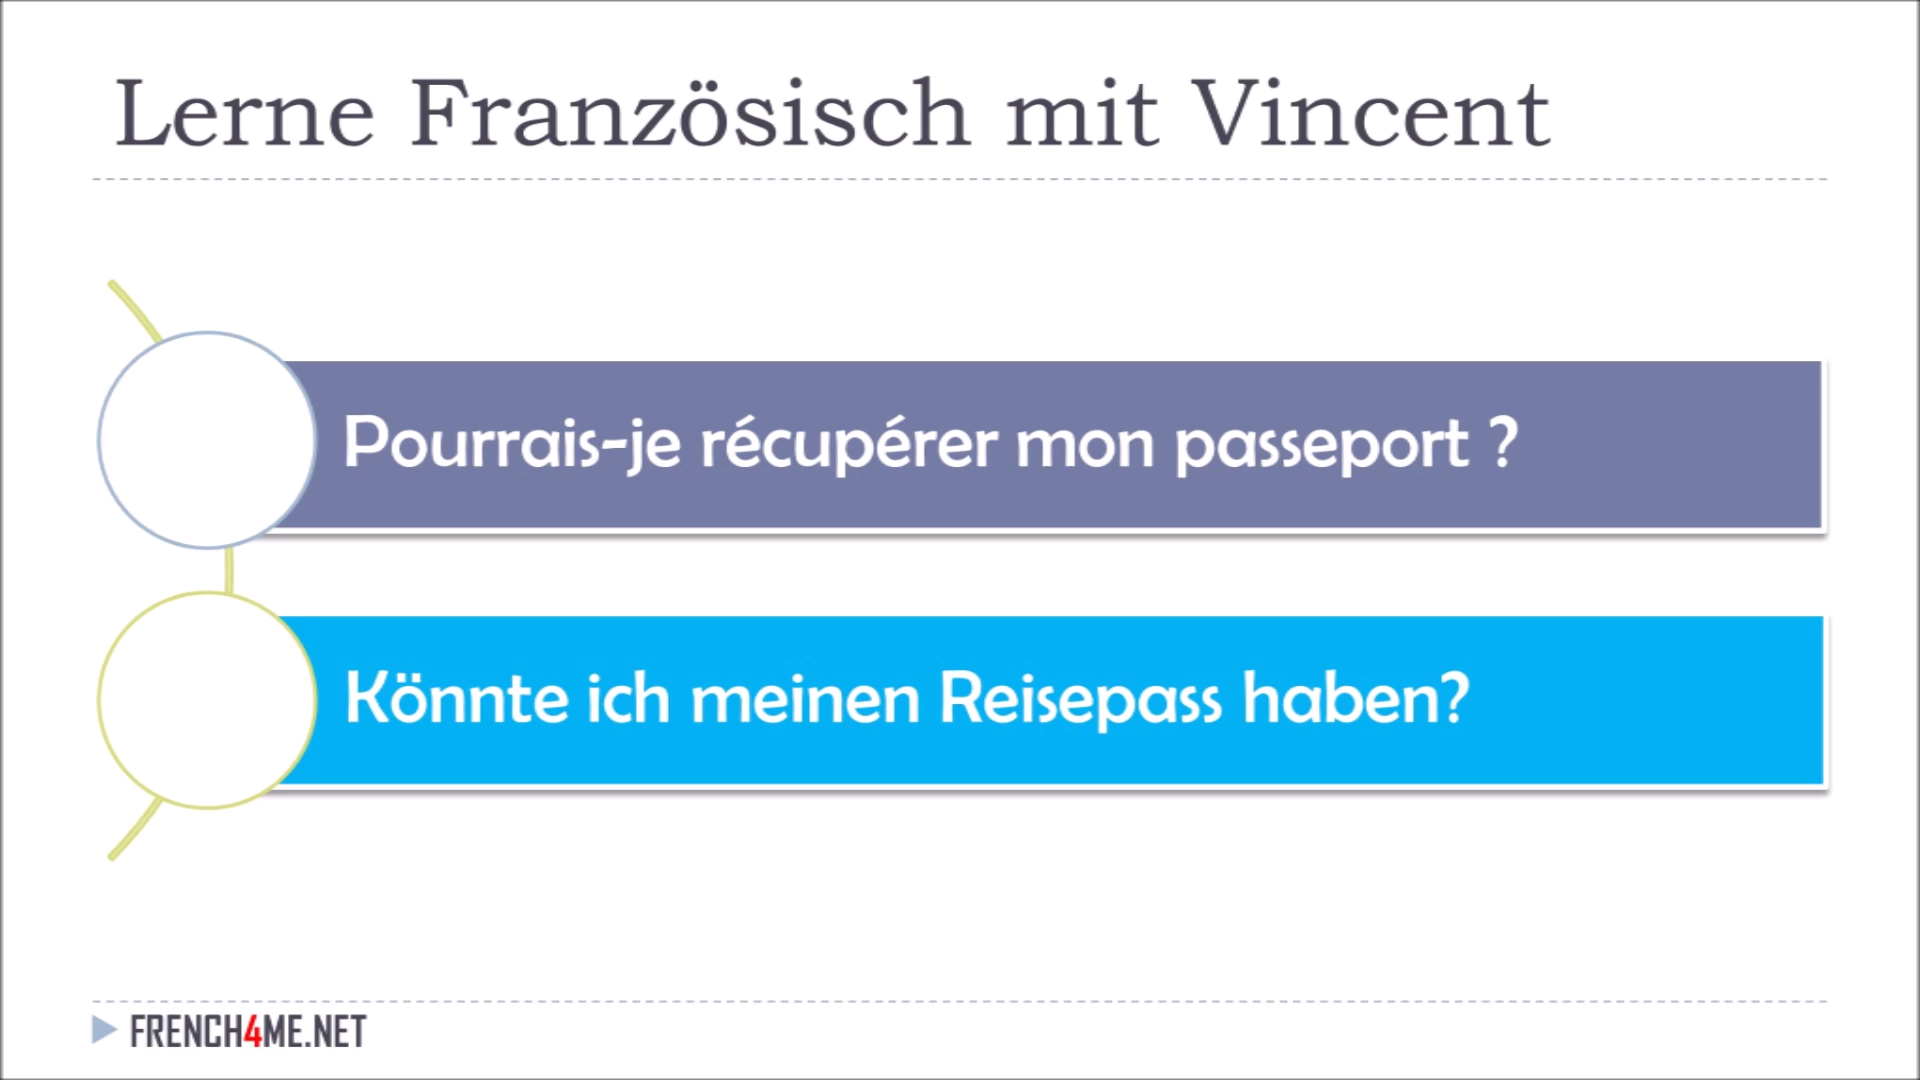 Lerne Französisch mit Vincent
Pourrais-je récupérer mon passeport ?
Könnte ich meinen Reisepass haben?
FRENCH4ME.NET